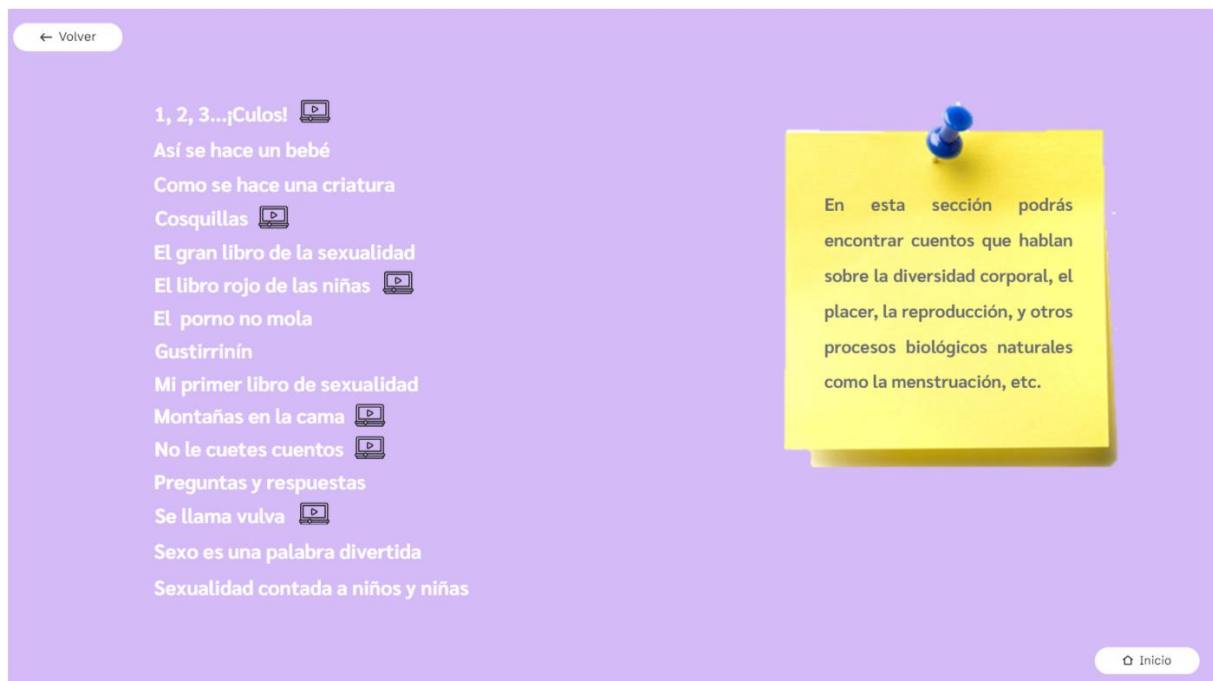 ← Volver
1, 2, 3...¡Culos!
Así se hace un bebé
Como se hace una criatura
Cosquillas
El gran libro de la sexualidad
El libro rojo de las niñas
El porno no mola
Gustirrinín
Mi primer libro de sexualidad
Montañas en la cama
No le cuetes cuentos
Preguntas y respuestas
Se llama vulva
Sexo es una palabra divertida
Sexualidad contada a niños y niñas
En esta sección podrás
encontrar cuentos que hablan
sobre la diversidad corporal, el
placer, la reproducción, y otros
procesos biológicos naturales
como la menstruación, etc.
Inicio